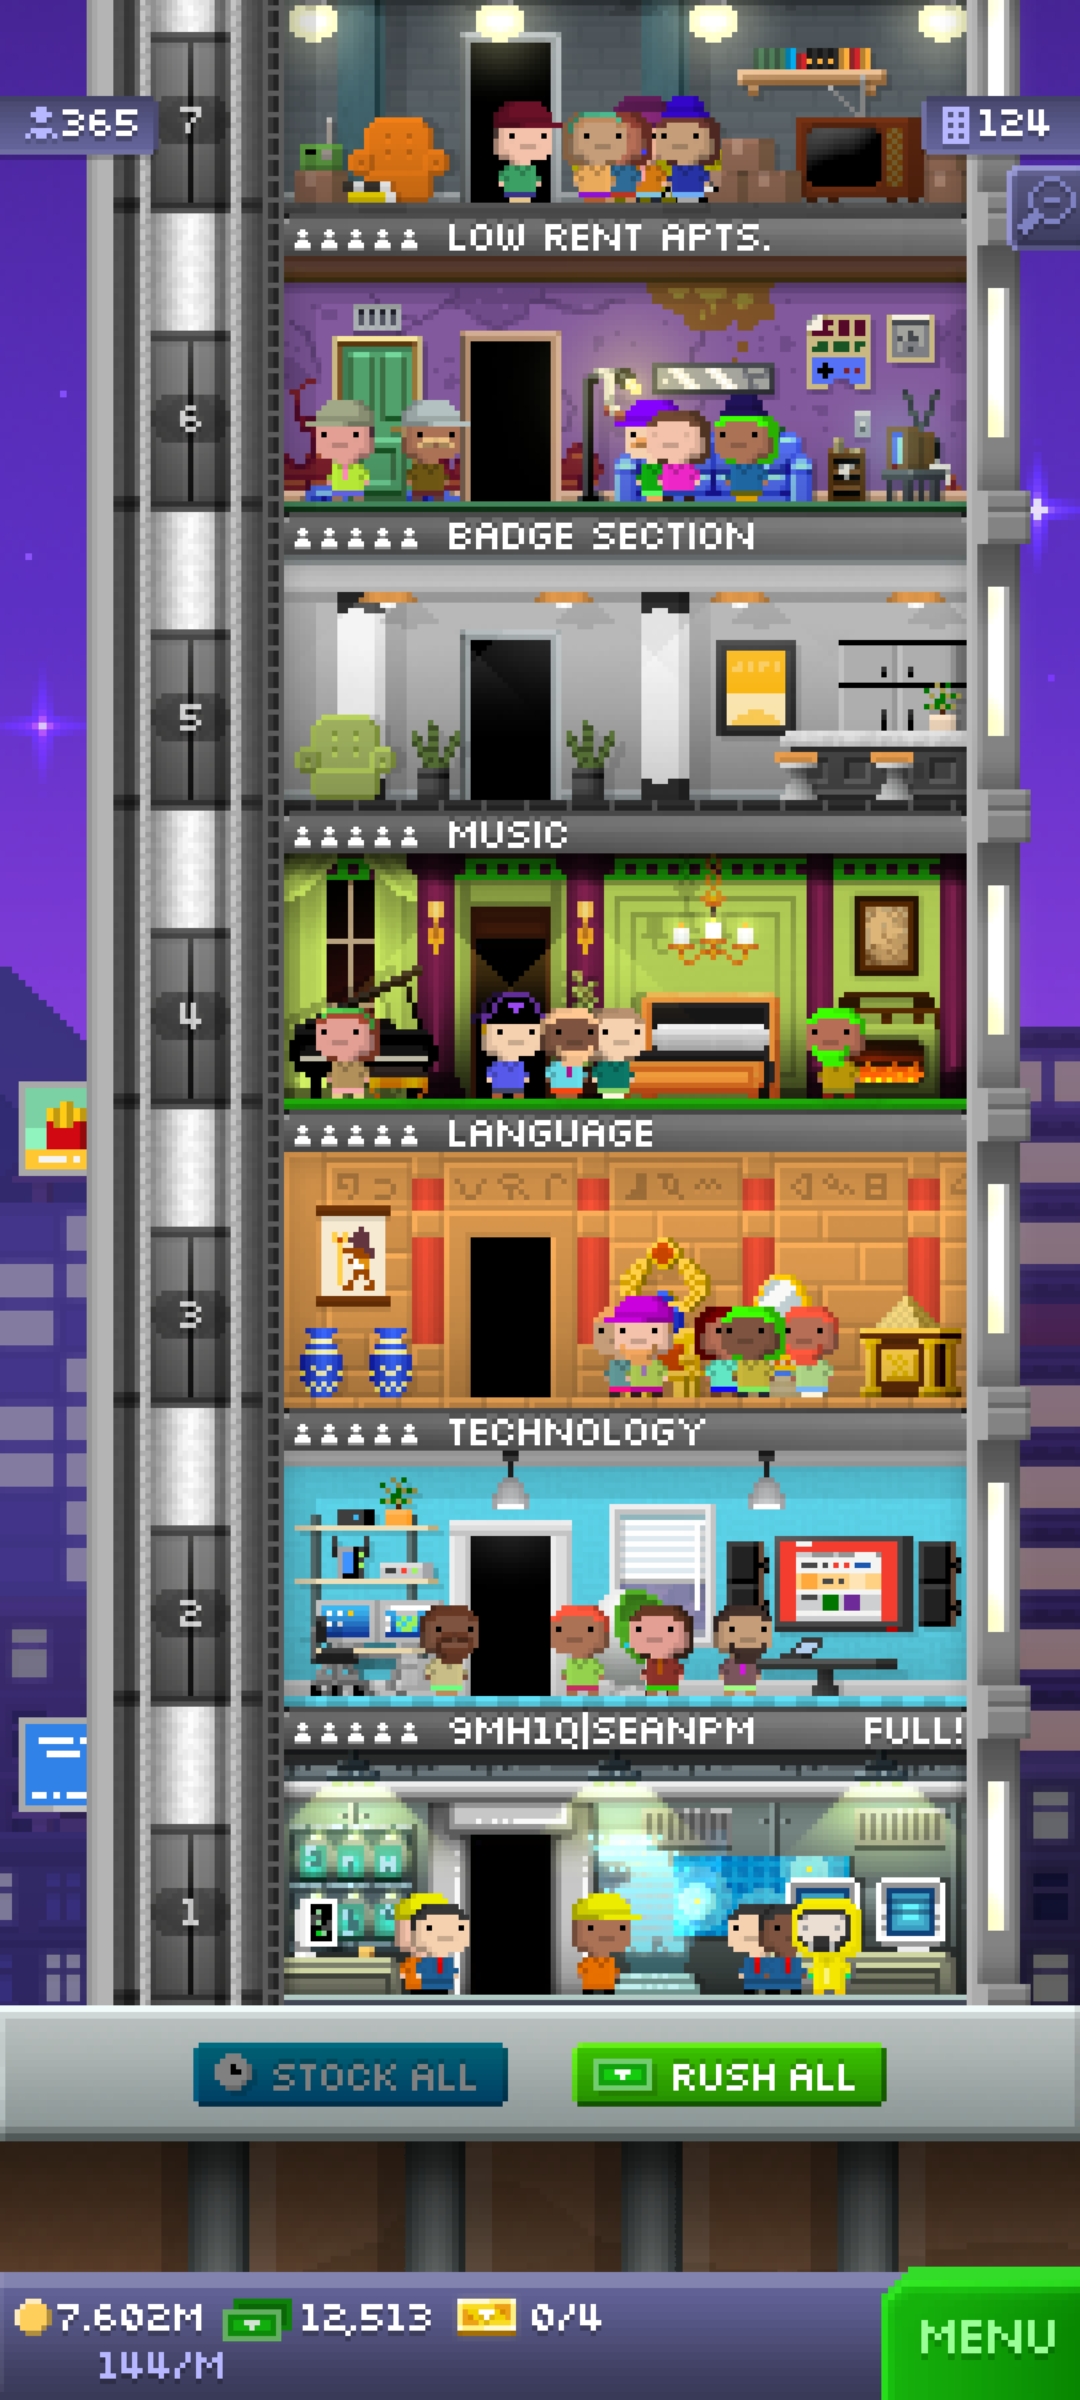 7
365
124
LOW RENT APTS.
6
BADGE SECTION
5
MUSIC
4
LANGUAGE
3
TECHNOLOGY
2
9MH1Q|SEANPM FULL!
1
STOCK ALL
RUSH ALL
7.602M 12,513 0/4
144/M
MENU